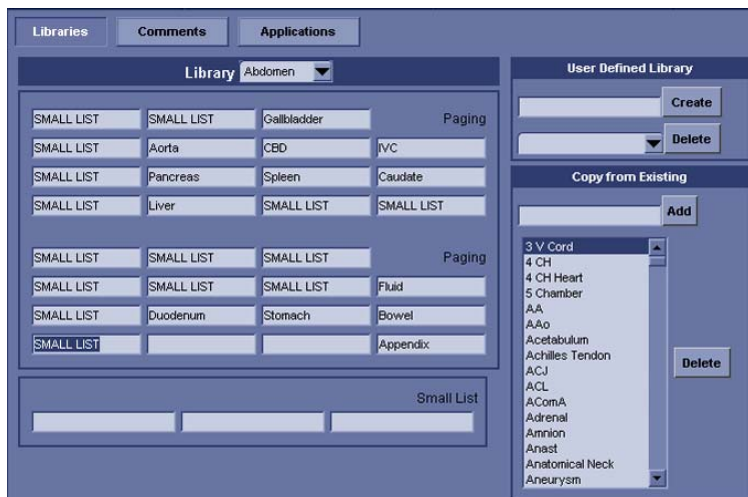 Libraries Comments Applications
Library Abdomen
SMALL LIST SMALL LIST Gallbladder Paging
SMALL LIST Aorta CBD IVC
SMALL LIST Pancreas Spleen Caudate
SMALL LIST Liver SMALL LIST SMALL LIST
SMALL LIST SMALL LIST SMALL LIST Paging
SMALL LIST SMALL LIST SMALL LIST Fluid
SMALL LIST Duodenum Stomach Bowel
SMALL LIST Appendix
Small List
User Defined Library
Create
Delete
Copy from Existing
Add
3 V Cord
4 CH
4 CH Heart
5 Chamber
AA
AAo
Acetabulum
Achilles Tendon
ACJ
ACL
AComA
Adrenal
Amnion
Anast
Anatomical Neck
Aneurysm
Delete